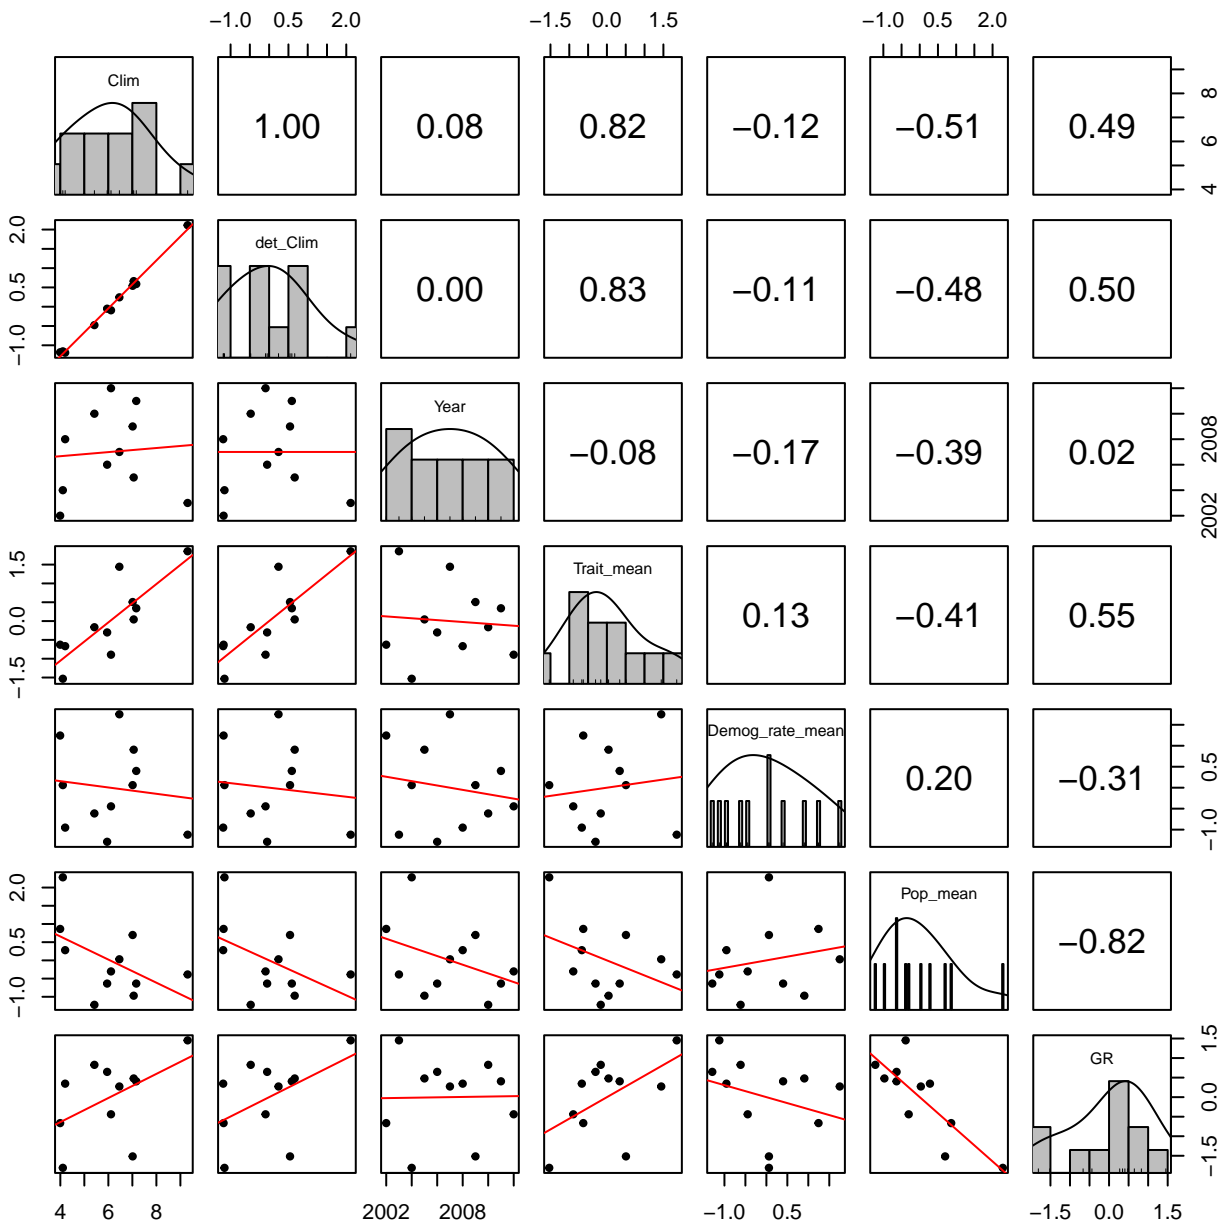 −1.0 0.5 2.0 −1.5 0.0 1.5 −1.0 0.5 2.0
Clim 1.00 0.08 0.82 −0.12 −0.51 0.49 4 6 8
−1.0 0.5 2.0 det_Clim 0.00 0.83 −0.11 −0.48 0.50
Year −0.08 −0.17 −0.39 0.02 2002 2008
−1.5 0.0 1.5 Trait_mean 0.13 −0.41 0.55
Demog_rate_mean 0.20 −0.31 −1.0 0.5
−1.0 0.5 2.0 Pop_mean −0.82
GR −1.5 0.0 1.5
4 6 8 2002 2008 −1.0 0.5 −1.5 0.0 1.5